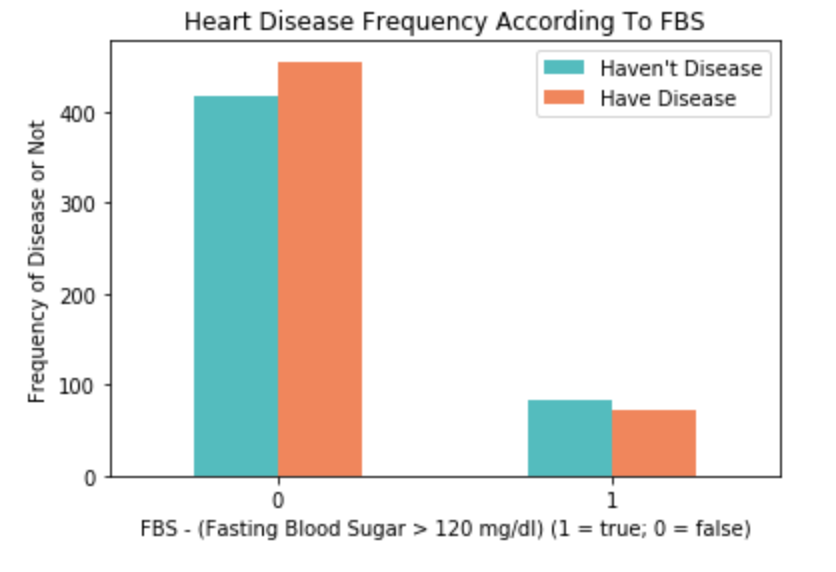 Heart Disease Frequency According To FBS
Haven't Disease
Have Disease
Frequency of Disease or Not
400
300
200
100
0
0
1
FBS - (Fasting Blood Sugar > 120 mg/dl) (1 = true; 0 = false)